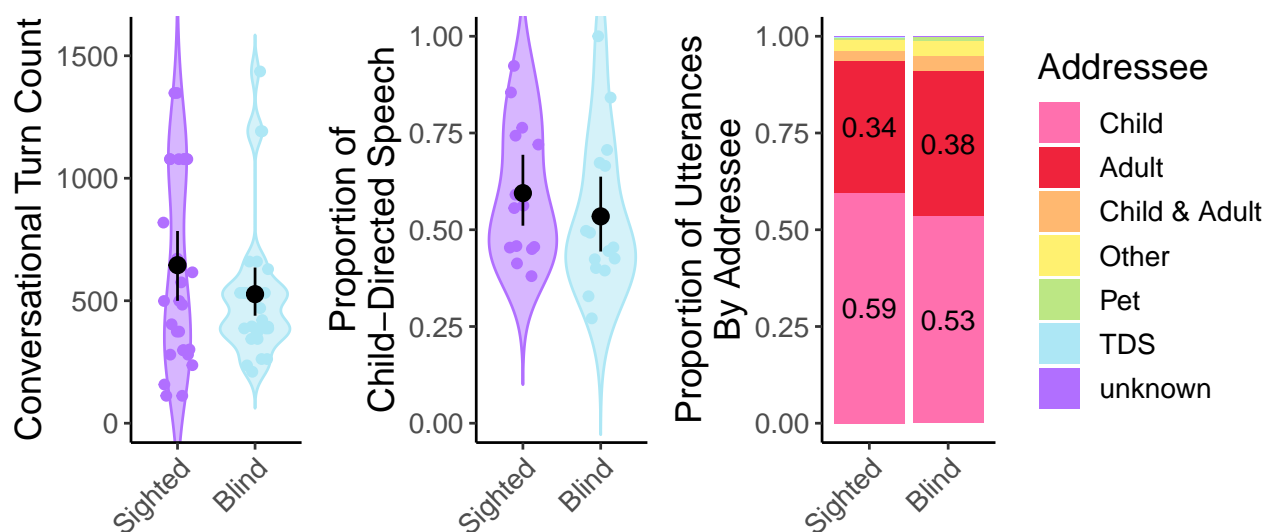 Conversational Turn Count
1500
1000
500
0
Sighted
Blind
Proportion of
Child−Directed Speech
1.00
0.75
0.50
0.25
0.00
Sighted
Blind
Proportion of Utterances
By Addressee
1.00
0.75
0.50
0.25
0.00
0.34
0.38
0.59
0.53
Sighted
Blind
Addressee
Child
Adult
Child & Adult
Other
Pet
TDS
unknown